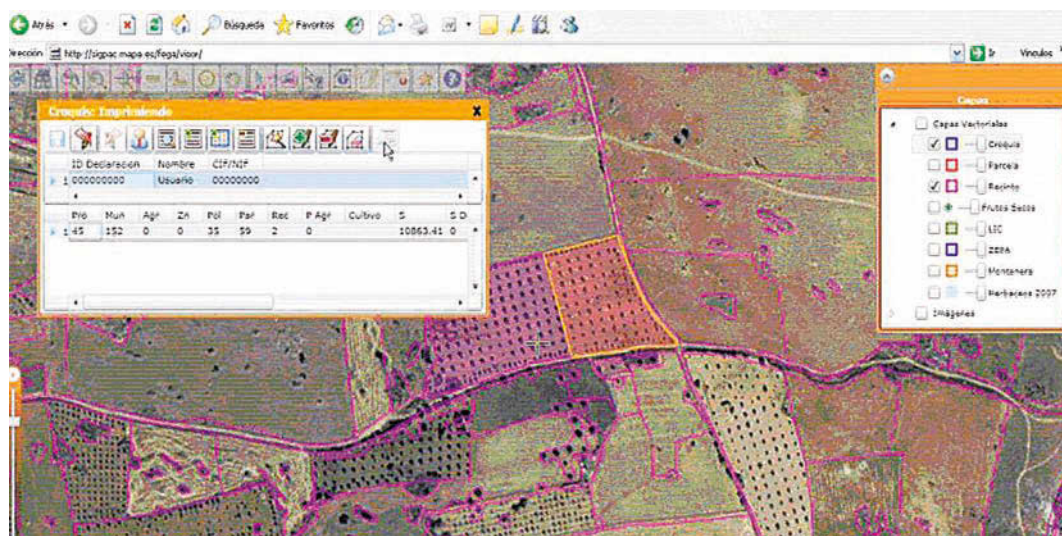 Atrás Búsqueda Favoritos
Dirección http://sigpac.mapa.es/fega/visor/ Ir Vínculos
Croquis: Imprimiendo X
ID Declaracion Nombre CIF/NIF
1 000000000 Usuario 00000000
Pro Mun Agr Zn Pol Par Rec P Agr Cultivo S S D
1 45 152 0 0 35 59 2 0 10863.41 0
Capas
Capas Vectoriales
Croquis
Parcela
Recinto
Frutos Secos
LIC
ZEPA
Montanera
Herbaceos 2007
Imágenes